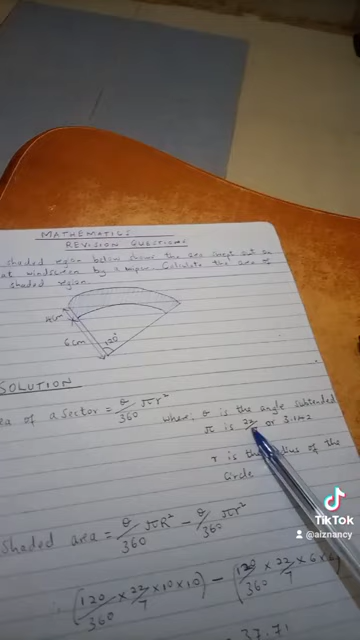 MATHEMATICS
REVISION QUESTIONS
shaded region below shows the area swept out on
at windscreen by a wiper. Calculate the area of
shaded region
6cm
120°
SOLUTION
ea of a sector = θ/360 πr²
where: θ is the angle subtended
π is 22/ or 3.142
r is the radius of the
circle
shaded area = θ/360 πR² - θ/360 πr²
(120/360 × 22/7 × 10 × 10) - (120/360 × 22/7 × 6 × 6)
37.71
TikTok
@aiznancy